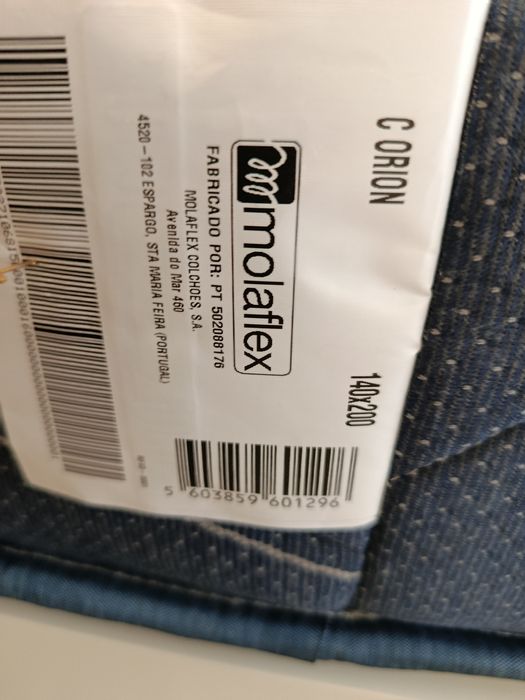 C ORION
140x200
molaflex
FABRICADO POR: PT 502088176
MOLAFLEX COLCHOES, S.A.
Avenida do Mar 460
4520-102 ESPARGO, STA MARIA FEIRA (PORTUGAL)
5 603859 601296